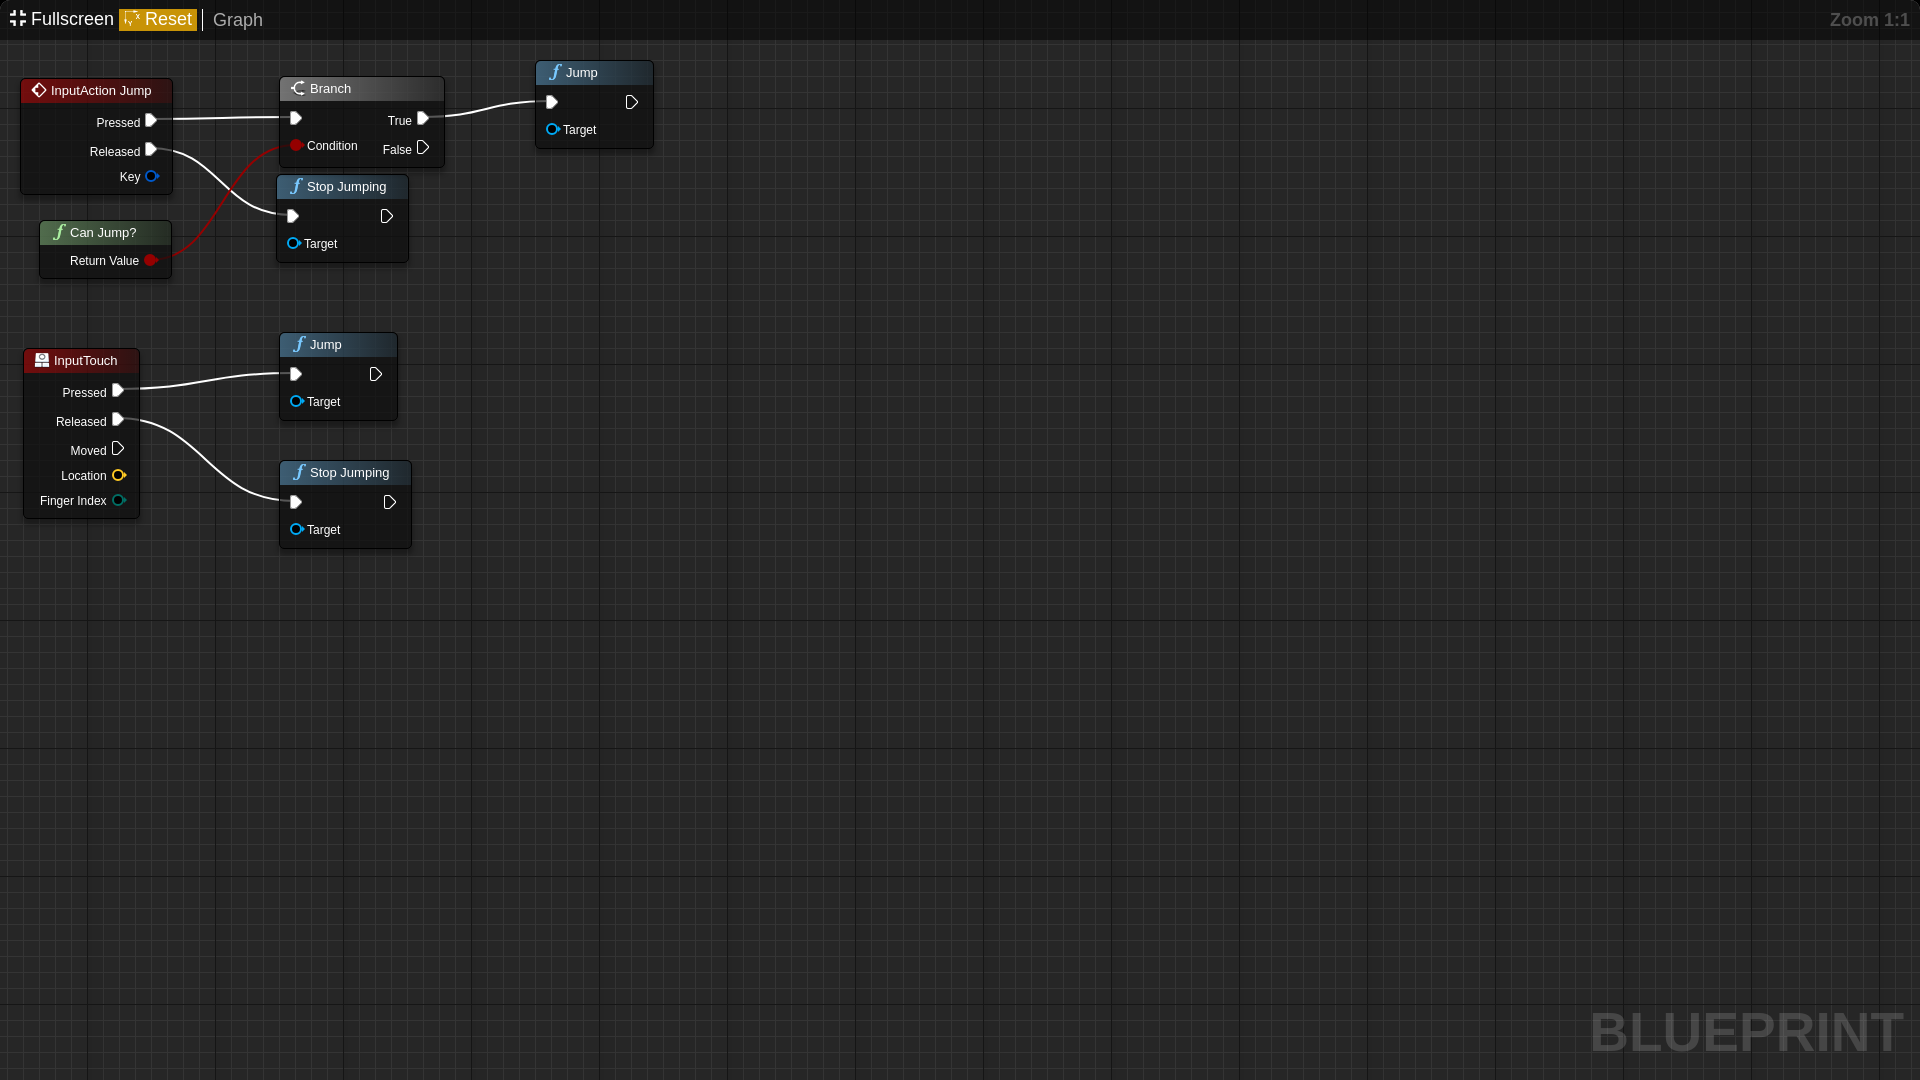 Fullscreen Reset Graph Zoom 1:1
InputAction Jump
Pressed
Released
Key
Branch
True
Condition
False
Jump
Target
Stop Jumping
Target
Can Jump?
Return Value
InputTouch
Pressed
Released
Moved
Location
Finger Index
Jump
Target
Stop Jumping
Target
BLUEPRINT